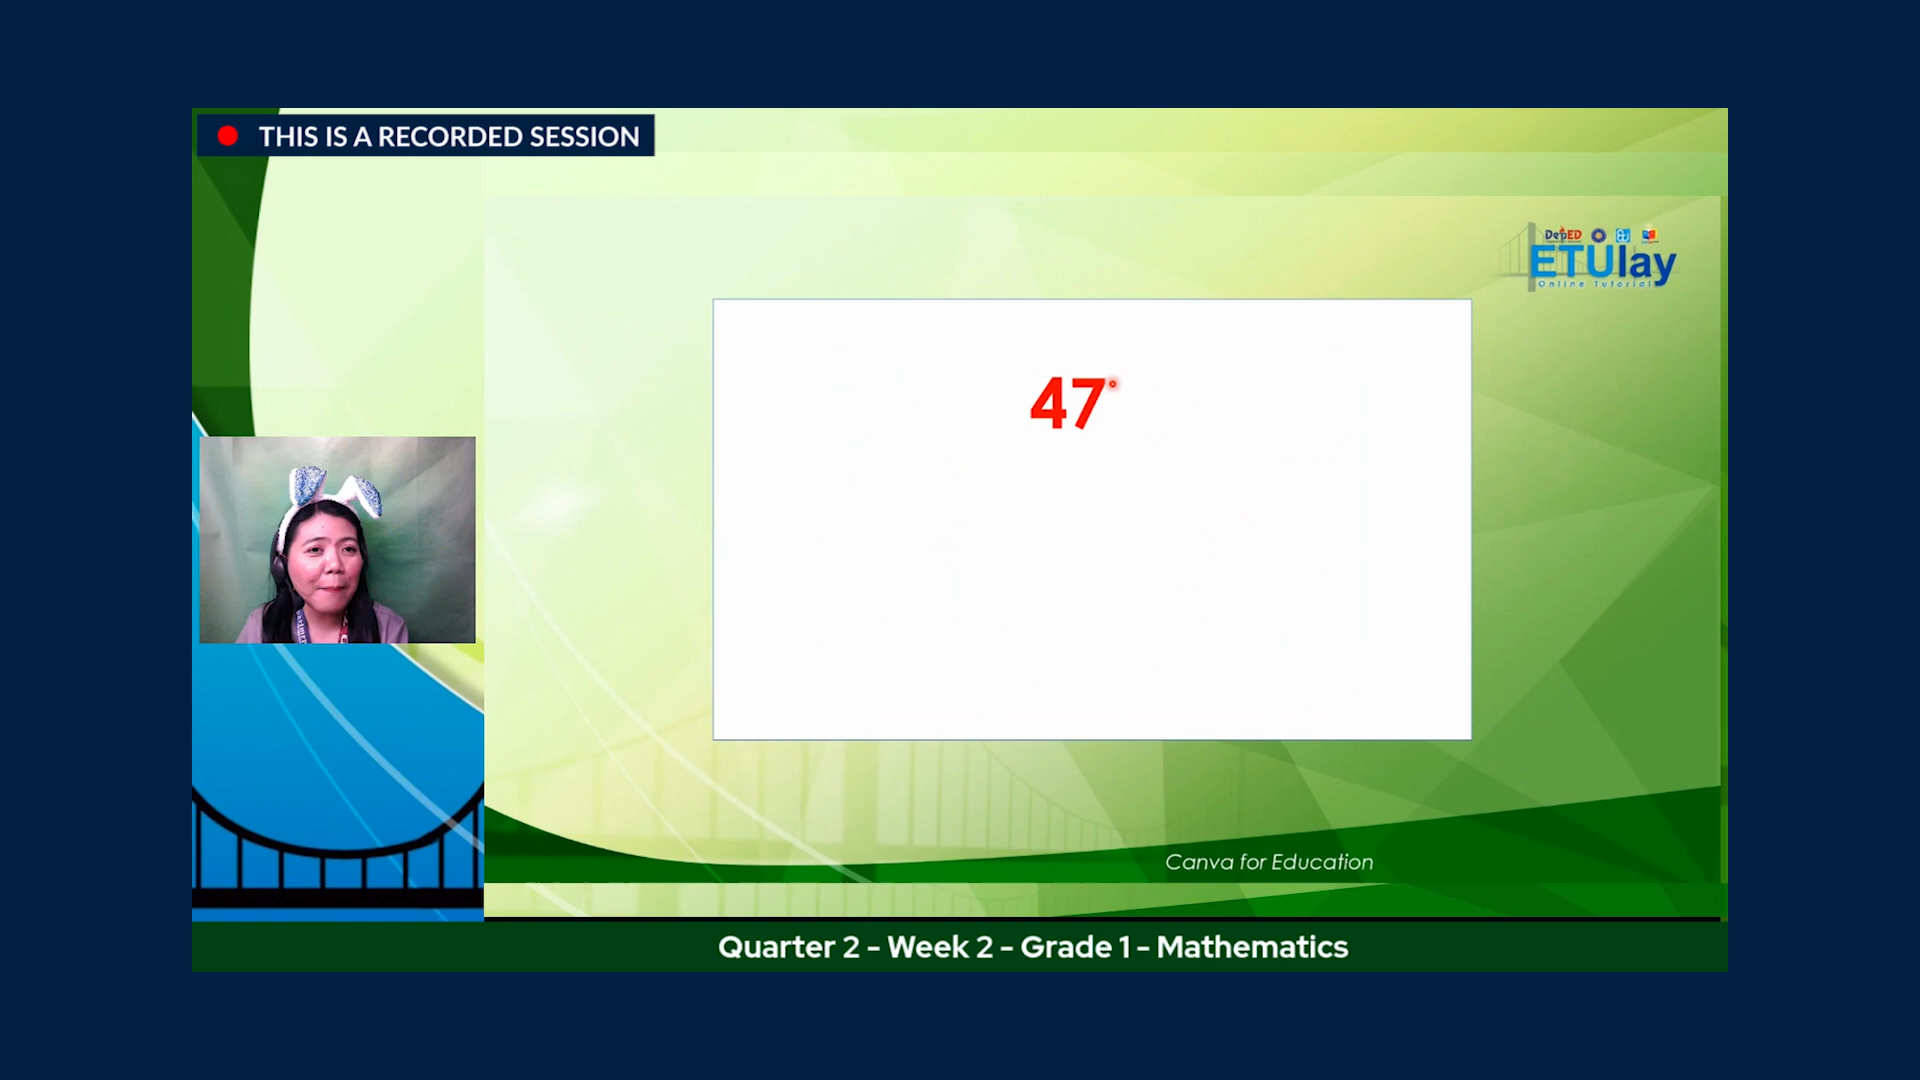 THIS IS A RECORDED SESSION
DepED
ETUlay
Online Tutorial
47
Canva for Education
Quarter 2 - Week 2 - Grade 1 - Mathematics